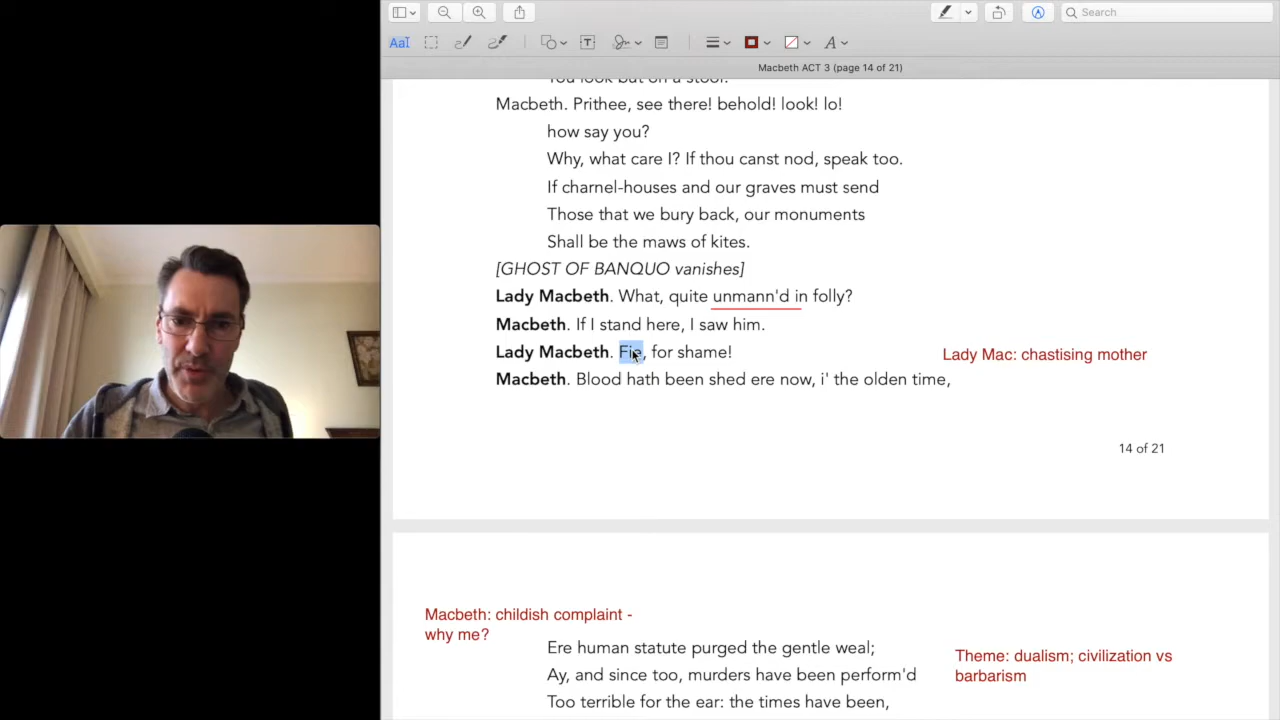 Search
AaI
T
A
Macbeth ACT 3 (page 14 of 21)
You look but on a stool.
Macbeth. Prithee, see there! behold! look! lo!
how say you?
Why, what care I? If thou canst nod, speak too.
If charnel-houses and our graves must send
Those that we bury back, our monuments
Shall be the maws of kites.
[GHOST OF BANQUO vanishes]
Lady Macbeth. What, quite unmann'd in folly?
Macbeth. If I stand here, I saw him.
Lady Macbeth. Fie, for shame!
Lady Mac: chastising mother
Macbeth. Blood hath been shed ere now, i' the olden time,
14 of 21
Macbeth: childish complaint -
why me?
Ere human statute purged the gentle weal;
Theme: dualism; civilization vs
barbarism
Ay, and since too, murders have been perform'd
Too terrible for the ear: the times have been,